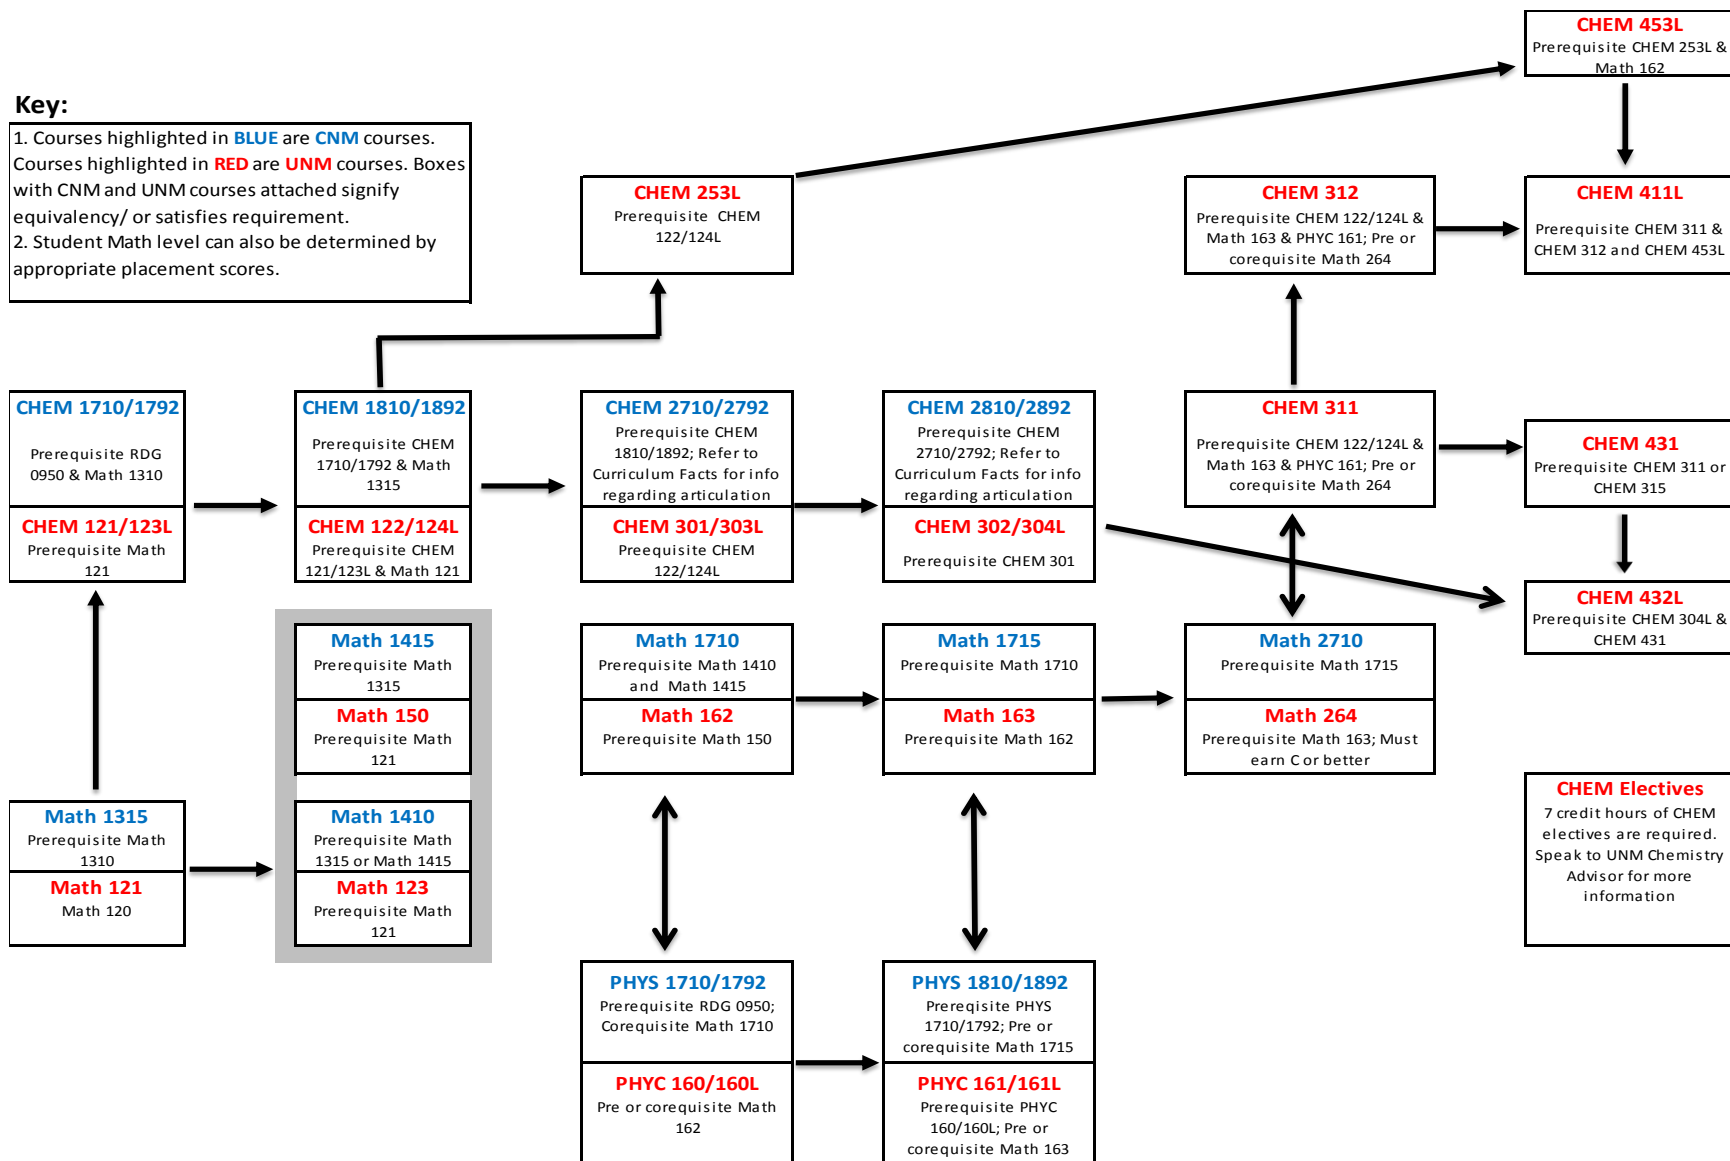 CHEM 453L
Prerequisite CHEM 253L &
Math 162
Key:
1. Courses highlighted in BLUE are CNM courses.
Courses highlighted in RED are UNM courses. Boxes
with CNM and UNM courses attached signify
equivalency/ or satisfies requirement.
2. Student Math level can also be determined by
appropriate placement scores.
CHEM 253L
Prerequisite CHEM
122/124L
CHEM 312
Prerequisite CHEM 122/124L &
Math 163 & PHYC 161; Pre or
corequisite Math 264
CHEM 411L
Prerequisite CHEM 311 &
CHEM 312 and CHEM 453L
CHEM 1710/1792
Prerequisite RDG
0950 & Math 1310
CHEM 121/123L
Prerequisite Math
121
CHEM 1810/1892
Prerequisite CHEM
1710/1792 & Math
1315
CHEM 122/124L
Prerequisite CHEM
121/123L & Math 121
CHEM 2710/2792
Prerequisite CHEM
1810/1892; Refer to
Curriculum Facts for info
regarding articulation
CHEM 301/303L
Preequisite CHEM
122/124L
CHEM 2810/2892
Prerequisite CHEM
2710/2792; Refer to
Curriculum Facts for info
regarding articulation
CHEM 302/304L
Prerequisite CHEM 301
CHEM 311
Prerequisite CHEM 122/124L &
Math 163 & PHYC 161; Pre or
corequisite Math 264
CHEM 431
Prerequisite CHEM 311 or
CHEM 315
CHEM 432L
Prerequisite CHEM 304L &
CHEM 431
Math 1415
Prerequisite Math
1315
Math 150
Prerequisite Math
121
Math 1710
Prerequisite Math 1410
and Math 1415
Math 162
Prerequisite Math 150
Math 1715
Prerequisite Math 1710
Math 163
Prerequisite Math 162
Math 2710
Prerequisite Math 1715
Math 264
Prerequisite Math 163; Must
earn C or better
Math 1315
Prerequisite Math
1310
Math 121
Math 120
Math 1410
Prerequisite Math
1315 or Math 1415
Math 123
Prerequisite Math
121
CHEM Electives
7 credit hours of CHEM
electives are required.
Speak to UNM Chemistry
Advisor for more
information
PHYS 1710/1792
Prerequisite RDG 0950;
Corequisite Math 1710
PHYC 160/160L
Pre or corequisite Math
162
PHYS 1810/1892
Prereqisite PHYS
1710/1792; Pre or
corequisite Math 1715
PHYC 161/161L
Prerequisite PHYC
160/160L; Pre or
corequisite Math 163